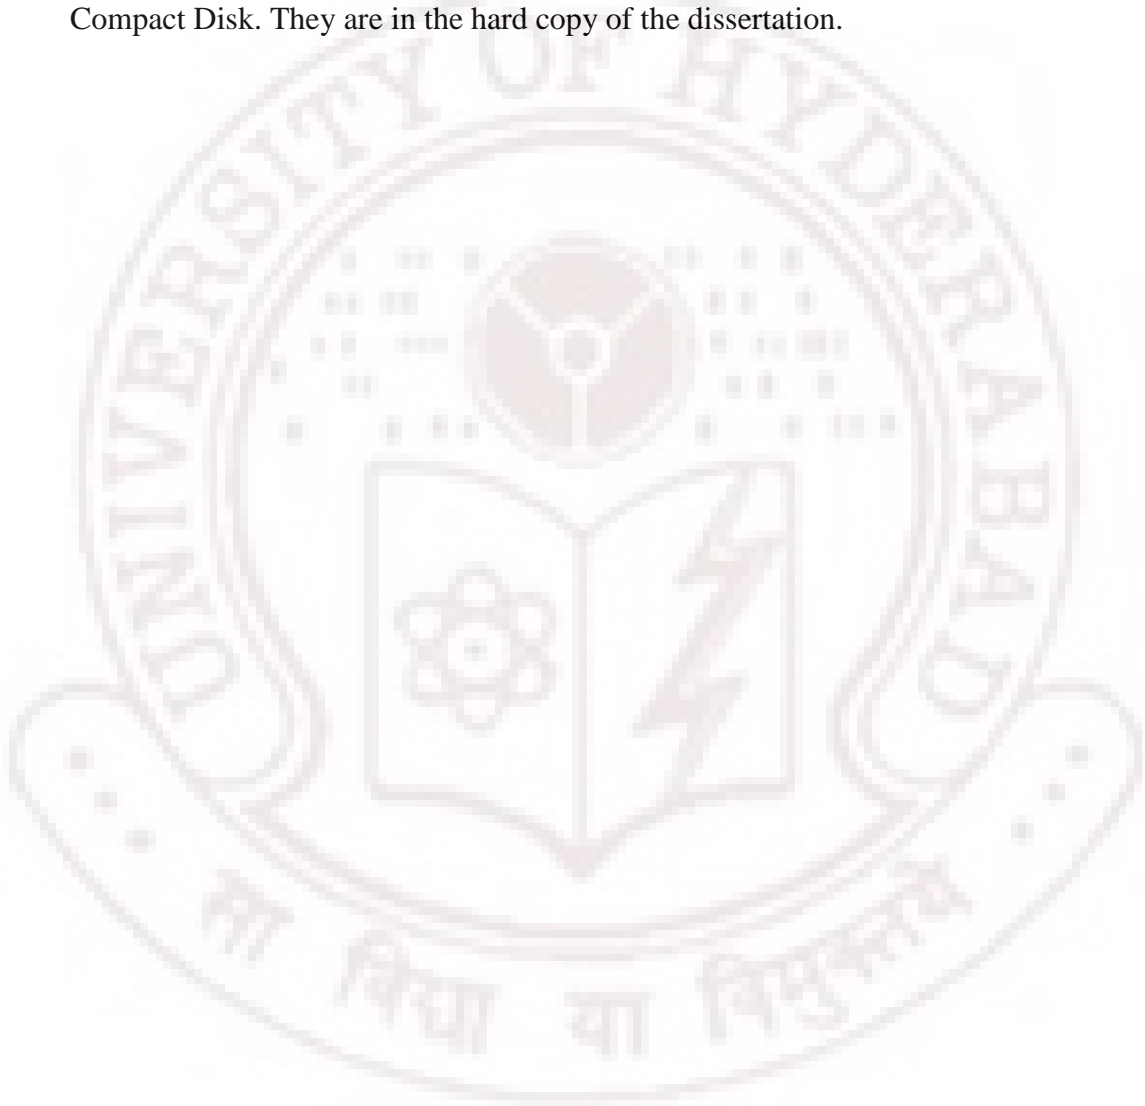 Compact Disk. They are in the hard copy of the dissertation.
UNIVERSITY OF HYDERABAD
सा विद्या या विमुक्तये